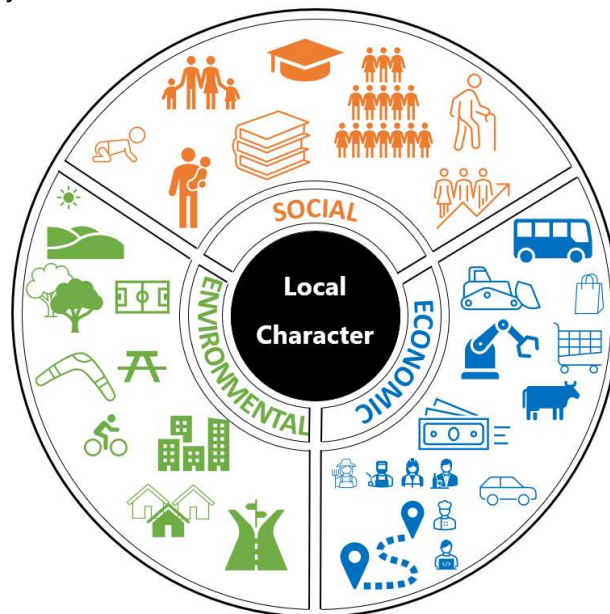 SOCIAL
Local
Character
ENVIRONMENTAL
ECONOMIC